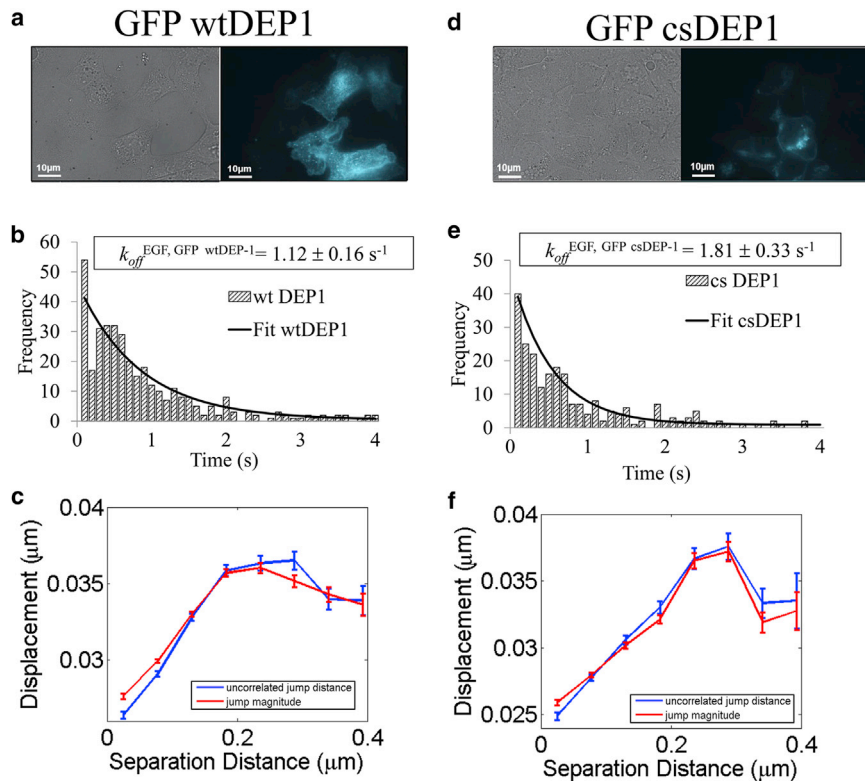 a
GFP wtDEP1
10μm
10μm
b
k_off^EGF, GFP wtDEP-1 = 1.12 ± 0.16 s^-1
wt DEP1
Fit wtDEP1
Frequency
60
50
40
30
20
10
0
0 1 2 3 4
Time (s)
c
Displacement (μm)
0.04
0.035
0.03
uncorrelated jump distance
jump magnitude
0 0.2 0.4
Separation Distance (μm)
d
GFP csDEP1
10μm
10μm
e
k_off^EGF, GFP csDEP-1 = 1.81 ± 0.33 s^-1
cs DEP1
Fit csDEP1
Frequency
50
40
30
20
10
0
0 1 2 3 4
Time (s)
f
Displacement (μm)
0.04
0.035
0.03
0.025
uncorrelated jump distance
jump magnitude
0 0.2 0.4
Separation Distance (μm)